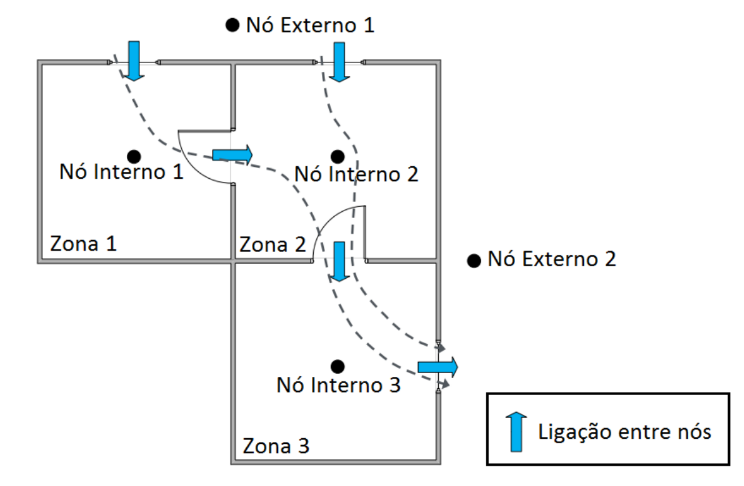 Nó Externo 1
Nó Interno 1
Nó Interno 2
Zona 1
Zona 2
Nó Externo 2
Nó Interno 3
Ligação entre nós
Zona 3